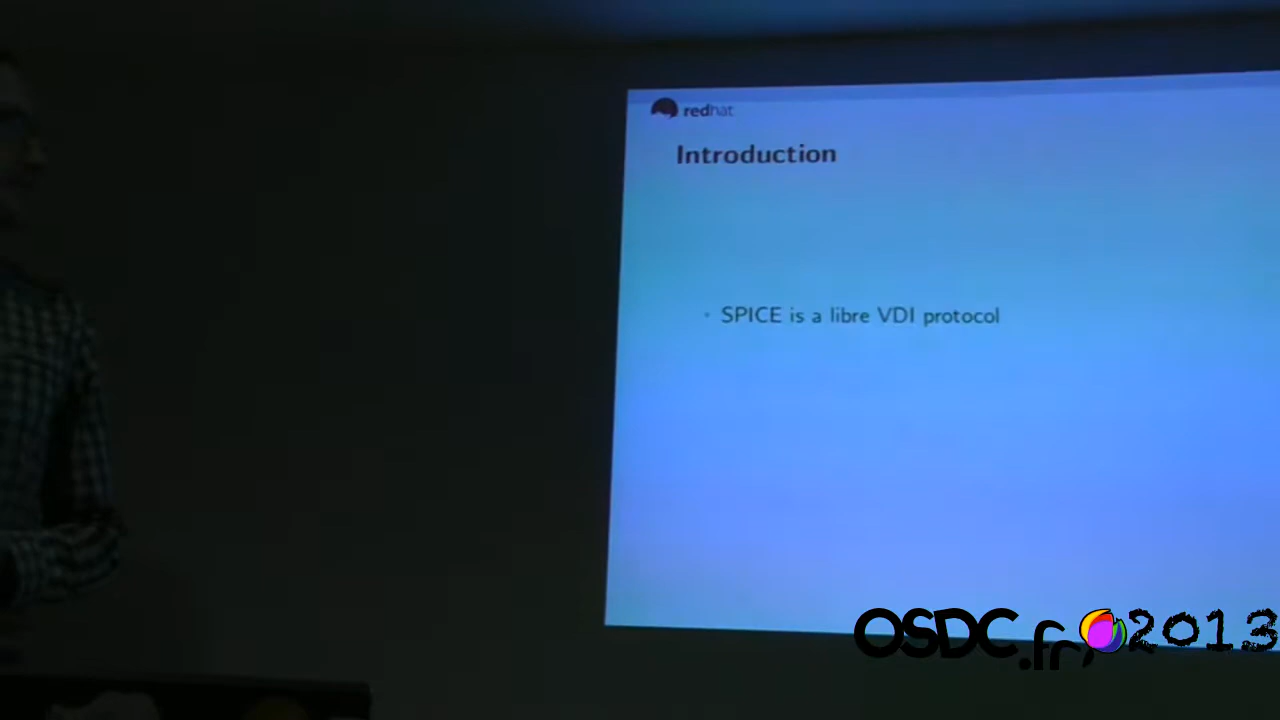 redhat
Introduction
• SPICE is a libre VDI protocol
OSDC.fr 2013